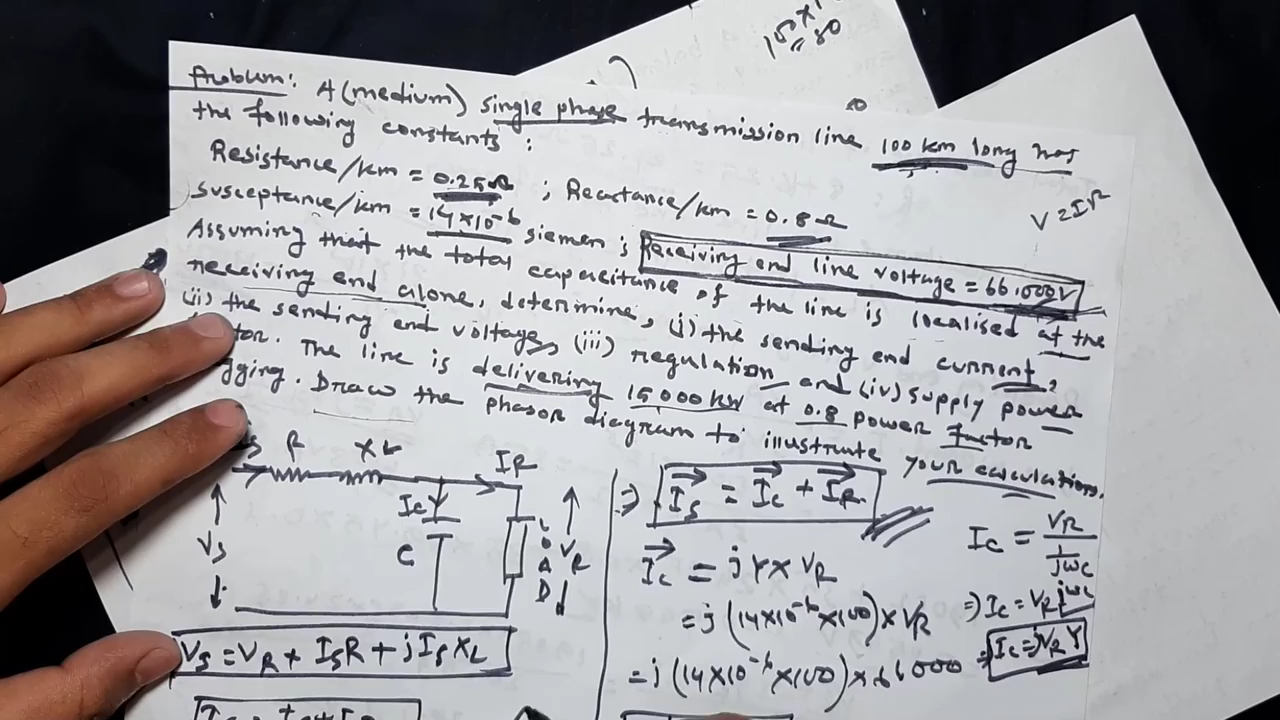 15 x
= 80
Problem: A (medium) single phase transmission line 100 km long has
the following constants:
Resistance/km = 0.25Ω ; Reactance/km = 0.8Ω
susceptance/km = 14×10⁻⁶ siemen ; Receiving end line voltage = 66,000V
V=Ir
Assuming that the total capacitance of the line is localised at the
receiving end alone, determine, (i) the sending end current,
(ii) the sending end voltage, (iii) regulation and (iv) supply power
tor. The line is delivering 15000kW at 0.8 power factor
gging. Draw the phasor diagram to illustrate your calculations.
R XL IR
Ic
C
Vs
LOAD
VR
Vs = VR + IsR + jIsXL
⇒ Is = Ic + IR
Ic = jY × VR
= j(14×10⁻⁶×100)×VR
= j(14×10⁻⁶×100)×66000
Ic = VR / 1/jωc
⇒ Ic = VR jωc
⇒ Ic = jVR Y